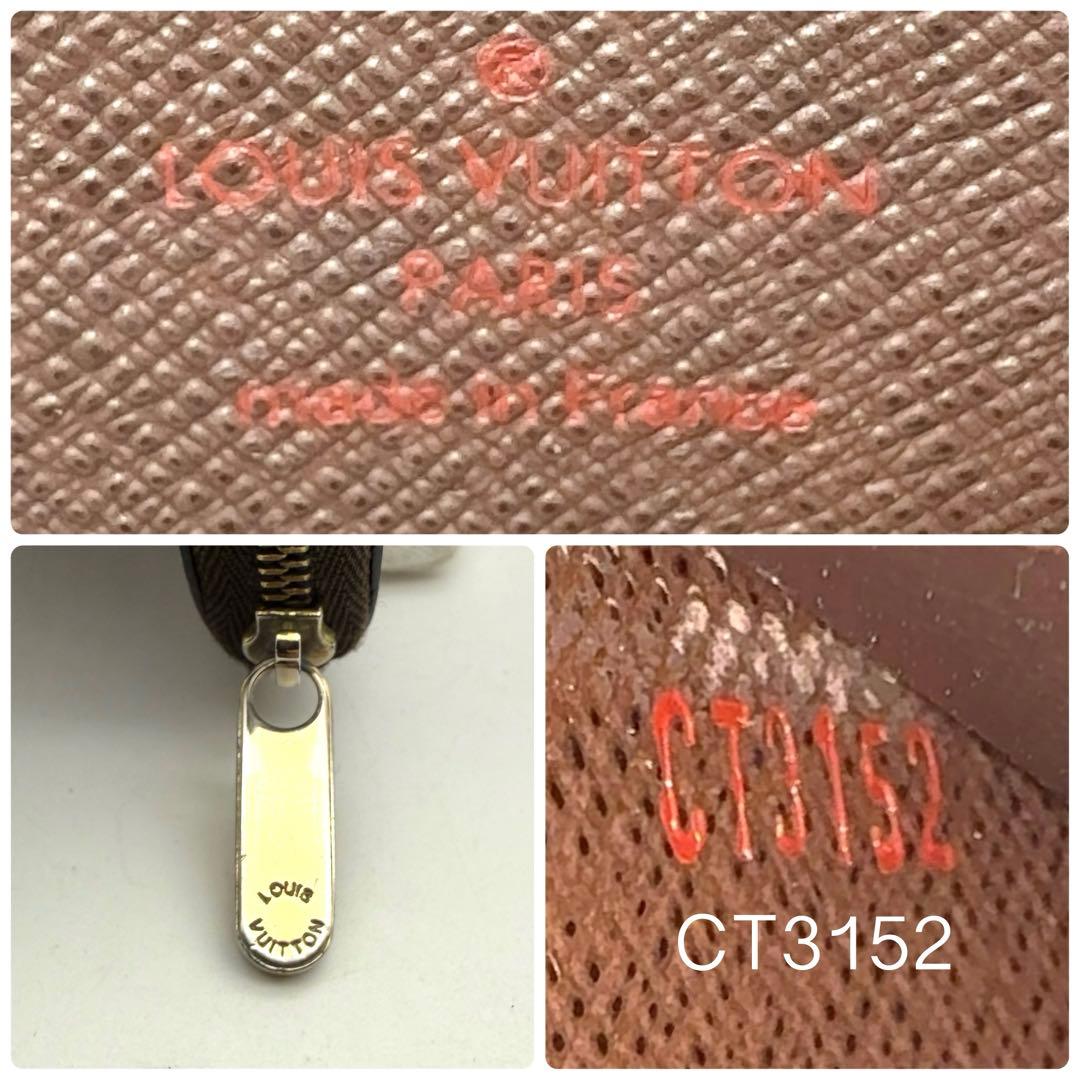 ®
LOUIS VUITTON
PARIS
made in France
LOUIS
VUITTON
CT3152
CT3152